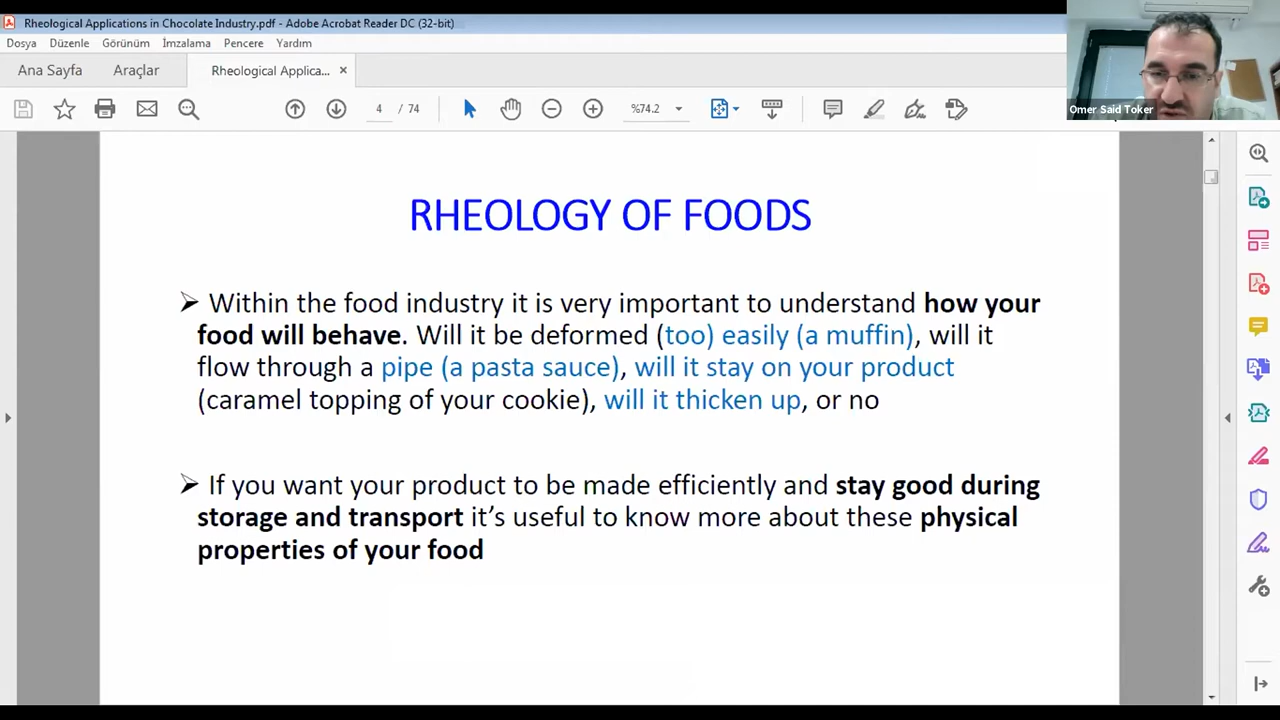 Rheological Applications in Chocolate Industry.pdf - Adobe Acrobat Reader DC (32-bit)
Dosya Düzenle Görünüm İmzalama Pencere Yardım
Ana Sayfa Araçlar Rheological Applica... ×
4 / 74 %74.2
Omer Said Toker
RHEOLOGY OF FOODS
➢ Within the food industry it is very important to understand how your
food will behave. Will it be deformed (too) easily (a muffin), will it
flow through a pipe (a pasta sauce), will it stay on your product
(caramel topping of your cookie), will it thicken up, or no
➢ If you want your product to be made efficiently and stay good during
storage and transport it’s useful to know more about these physical
properties of your food